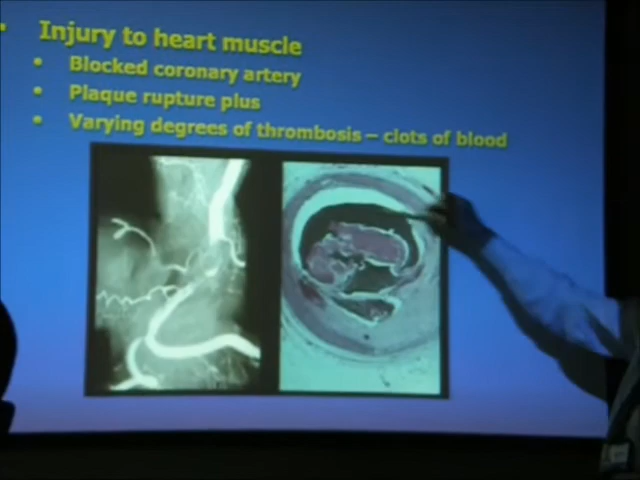 Injury to heart muscle
Blocked coronary artery
Plaque rupture plus
Varying degrees of thrombosis – clots of blood